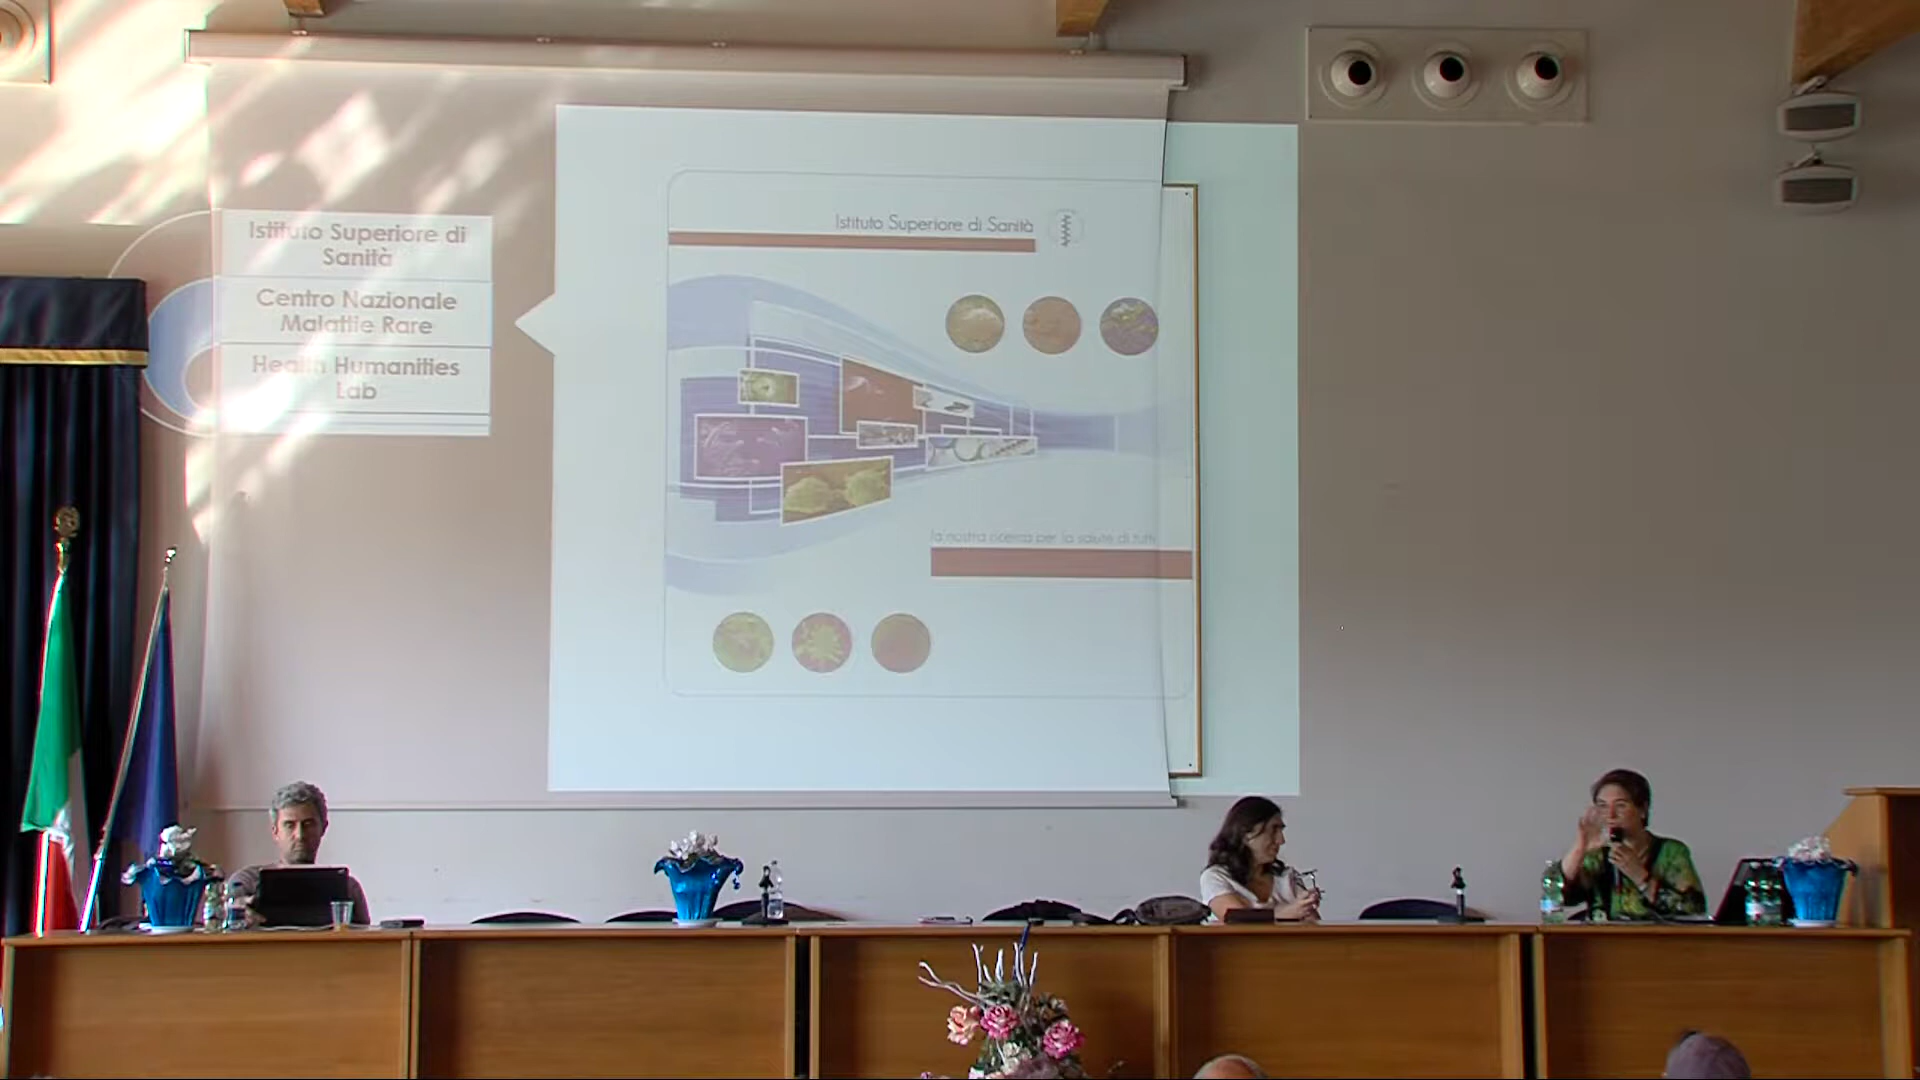 Istituto Superiore di
Sanità
Centro Nazionale
Malattie Rare
Health Humanities
Lab
Istituto Superiore di Sanità
la nostra ricerca per la salute di tutti